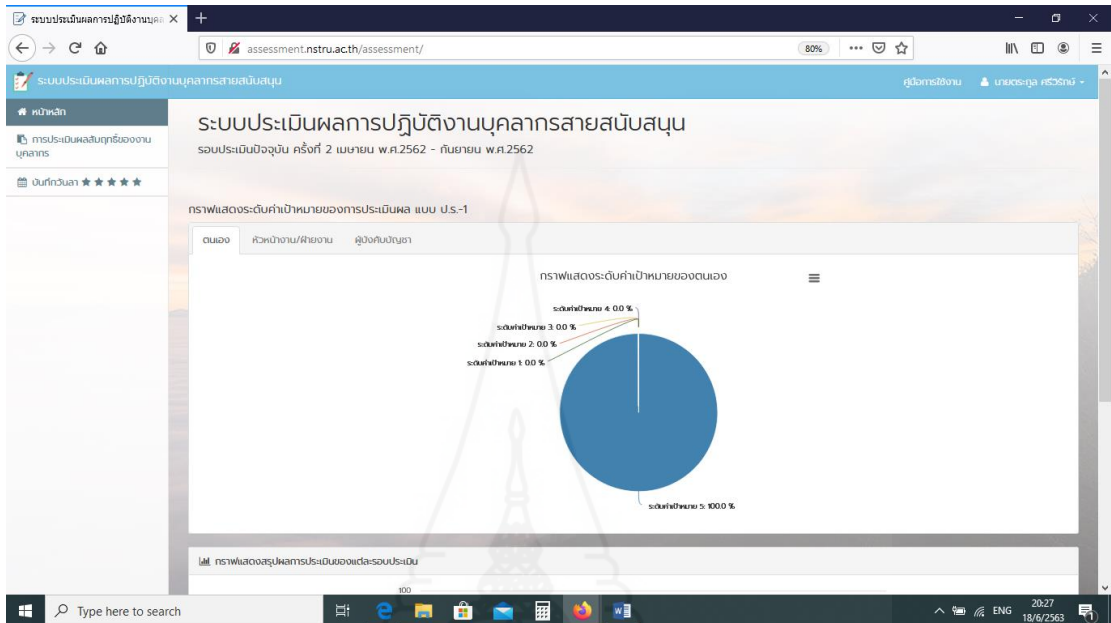 ระบบประเมินผลการปฏิบัติงานบุคล
assessment.nstru.ac.th/assessment/
80%
ระบบประเมินผลการปฏิบัติงานบุคลากรสายสนับสนุน
คู่มือการใช้งาน
นายตระกูล ศรีวิรักษ์
หน้าหลัก
การประเมินผลสัมฤทธิ์ของงาน
บุคลากร
บันทึกวันลา ★ ★ ★ ★ ★
ระบบประเมินผลการปฏิบัติงานบุคลากรสายสนับสนุน
รอบประเมินปัจจุบัน ครั้งที่ 2 เมษายน พ.ศ.2562 - กันยายน พ.ศ.2562
กราฟแสดงระดับค่าเป้าหมายของการประเมินผล แบบ ป.ร.-1
ตนเอง
หัวหน้างาน/ฝ่ายงาน
ผู้บังคับบัญชา
กราฟแสดงระดับค่าเป้าหมายของตนเอง
ระดับค่าเป้าหมาย 4: 0.0 %
ระดับค่าเป้าหมาย 3: 0.0 %
ระดับค่าเป้าหมาย 2: 0.0 %
ระดับค่าเป้าหมาย 1: 0.0 %
ระดับค่าเป้าหมาย 5: 100.0 %
กราฟแสดงสรุปผลการประเมินของแต่ละรอบประเมิน
100
Type here to search
ENG
20:27
18/6/2563